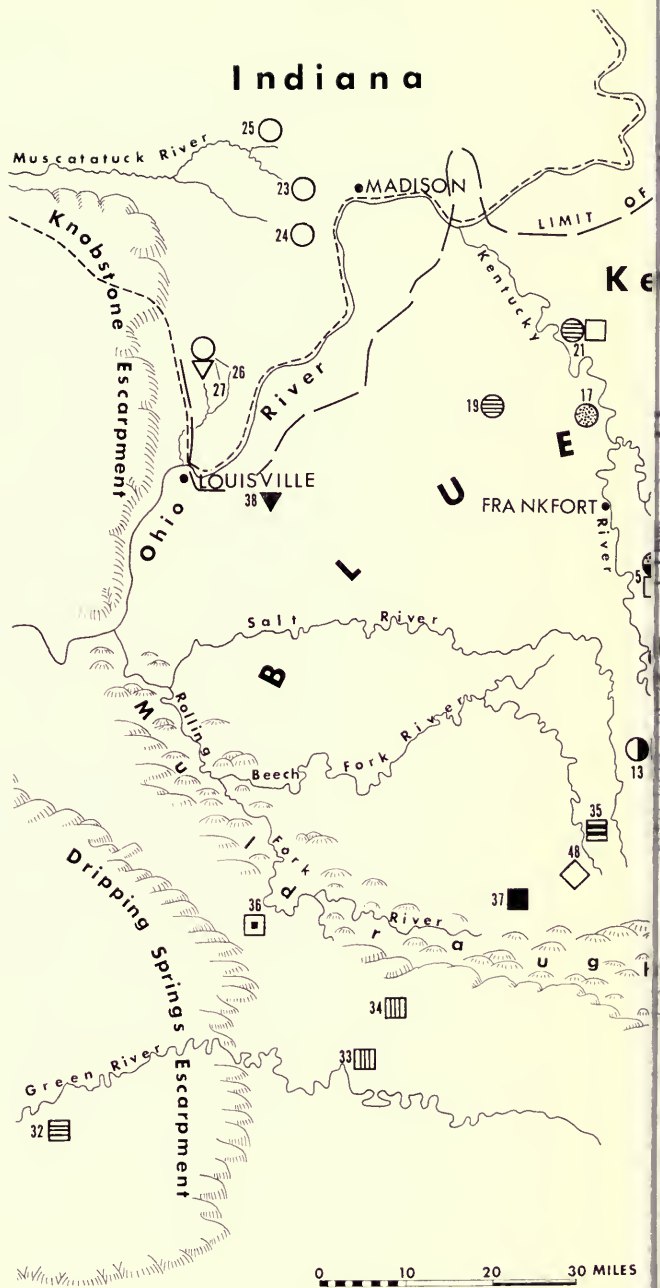 Indiana
25
Muscatatuck River
23
MADISON
24
LIMIT OF
Knobstone Escarpment
Kentucky River
Ke
21
26
27
Ohio River
19
17
E
LOUISVILLE
38
U
FRANKFORT
5
L
Salt River
B
Rolling Fork River
Beech Fork River
13
Muldraugh
35
48
37
36
Dripping Springs Escarpment
34
33
Green River
32
0 10 20 30 MILES